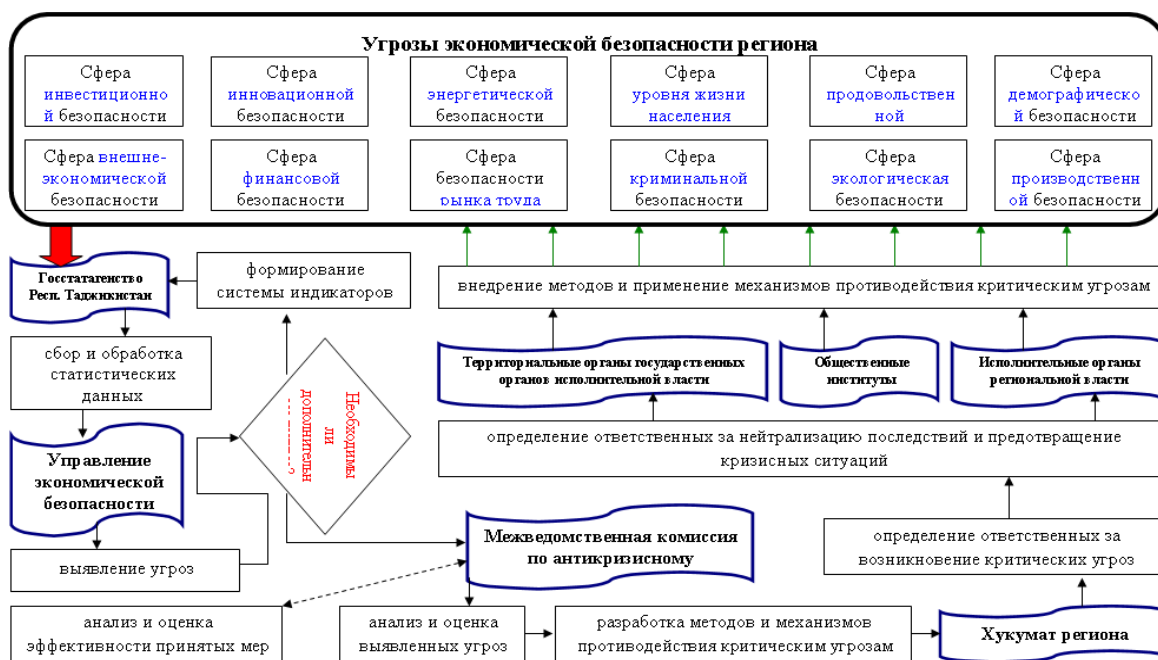 Угрозы экономической безопасности региона
Сфера
инвестиционно
й безопасности
Сфера
инновационной
безопасности
Сфера
энергетической
безопасности
Сфера
уровня жизни
населения
Сфера
продовольствен
ной
Сфера
демографическо
й безопасности
Сфера внешне-
экономической
безопасности
Сфера
финансовой
безопасности
Сфера
безопасности
рынка труда
Сфера
криминальной
безопасности
Сфера
экологическая
безопасности
Сфера
производственн
ой безопасности
Госстатагенство
Респ. Таджикистан
формирование
системы индикаторов
внедрение методов и применение механизмов противодействия критическим угрозам
сбор и обработка
статистических
данных
Необходимы
ли
дополнительн
?
Территориальные органы государственных
органов исполнительной власти
Общественные
институты
Исполнительные органы
региональной власти
Управление
экономической
безопасности
определение ответственных за нейтрализацию последствий и предотвращение
кризисных ситуаций
выявление угроз
Межведомственная комиссия
по антикризисному
определение ответственных за
возникновение критических угроз
анализ и оценка
эффективности принятых мер
анализ и оценка
выявленных угроз
разработка методов и механизмов
противодействия критическим угрозам
Хукумат региона